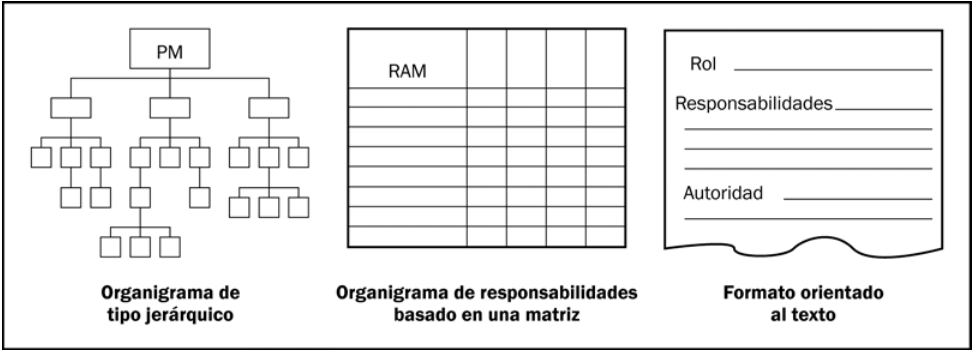 PM
RAM
Rol
Responsabilidades
Autoridad
Organigrama de
tipo jerárquico
Organigrama de responsabilidades
basado en una matriz
Formato orientado
al texto